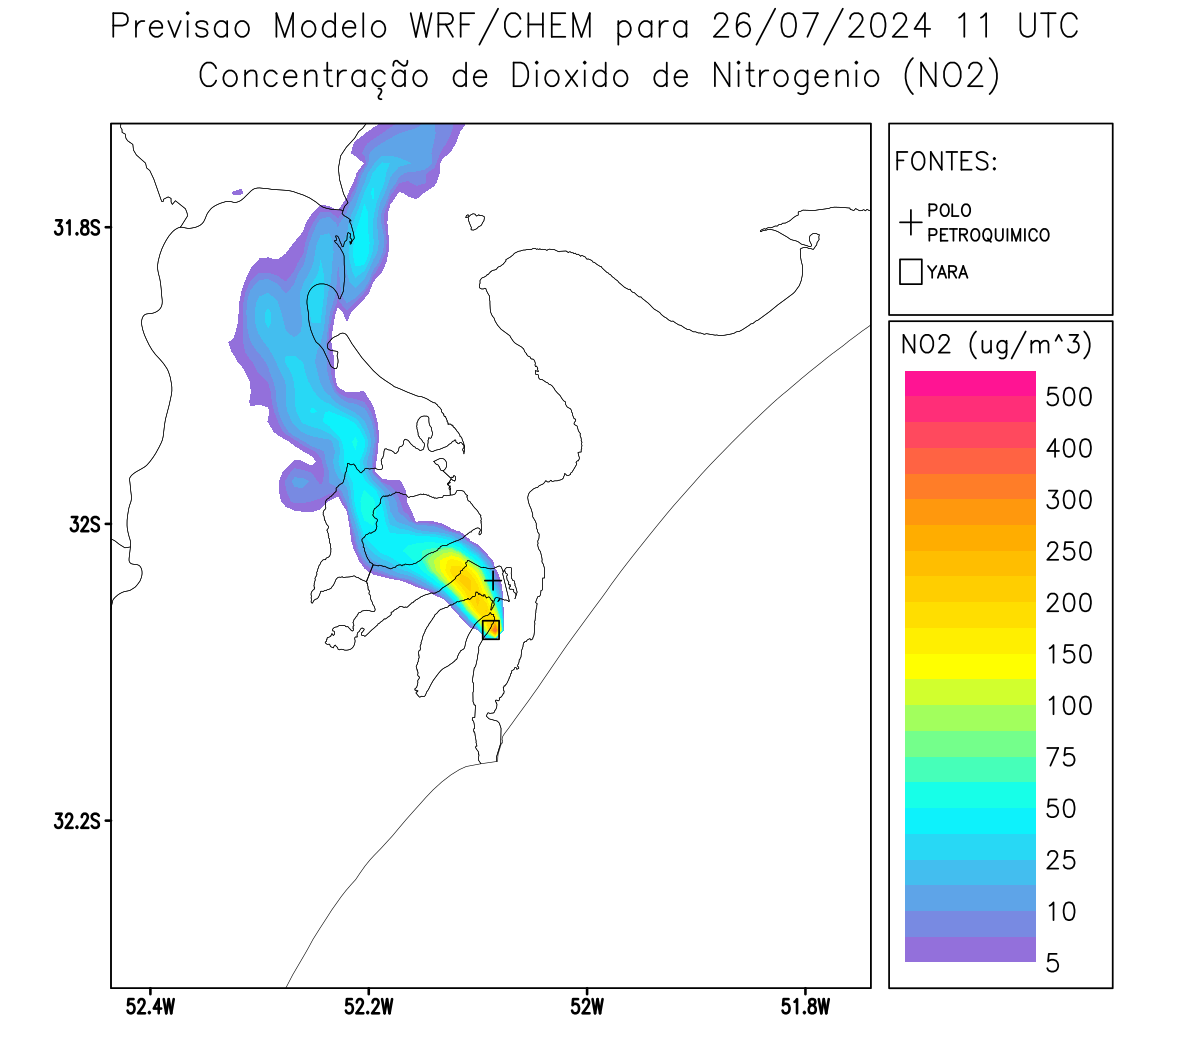 Previsao Modelo WRF/CHEM para 26/07/2024 11 UTC
Concentração de Dioxido de Nitrogenio (NO2)
FONTES:
POLO
PETROQUIMICO
YARA
NO2 (ug/m^3)
500
400
300
250
200
150
100
75
50
25
10
5
31.8S
32S
32.2S
52.4W
52.2W
52W
51.8W